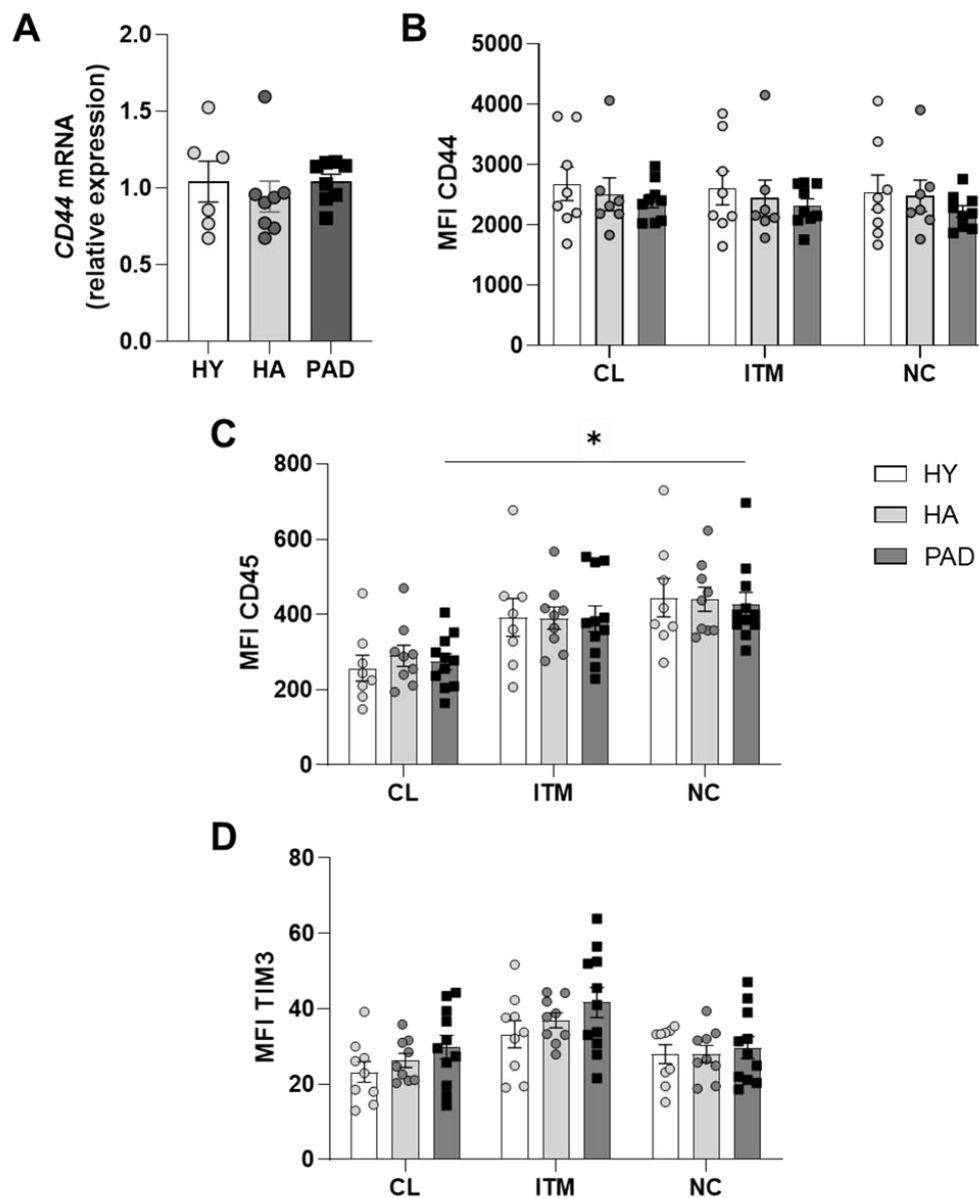 A
CD44 mRNA
(relative expression)
2.0
1.5
1.0
0.5
0.0
HY HA PAD
B
MFI CD44
5000
4000
3000
2000
1000
0
CL ITM NC
C
*
MFI CD45
800
600
400
200
0
CL ITM NC
HY
HA
PAD
D
MFI TIM3
80
60
40
20
0
CL ITM NC